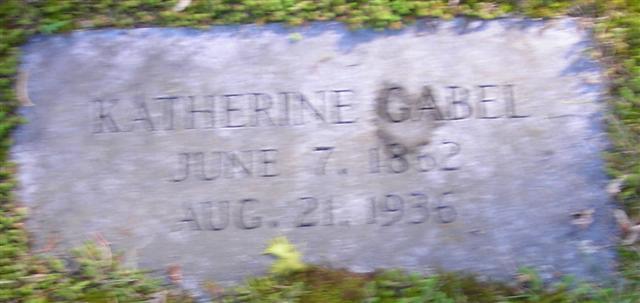 KATHERINE GABEL
JUNE 7. 1862
AUG. 21. 1936